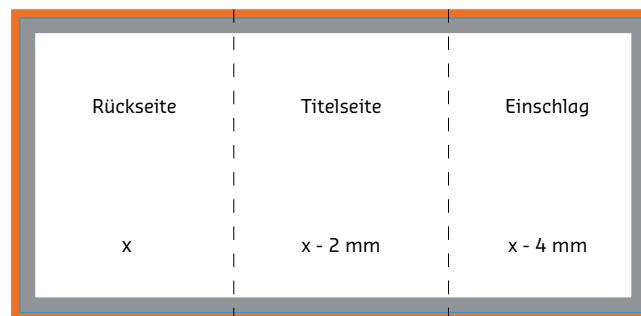 Rückseite Titelseite Einschlag
x x - 2 mm x - 4 mm